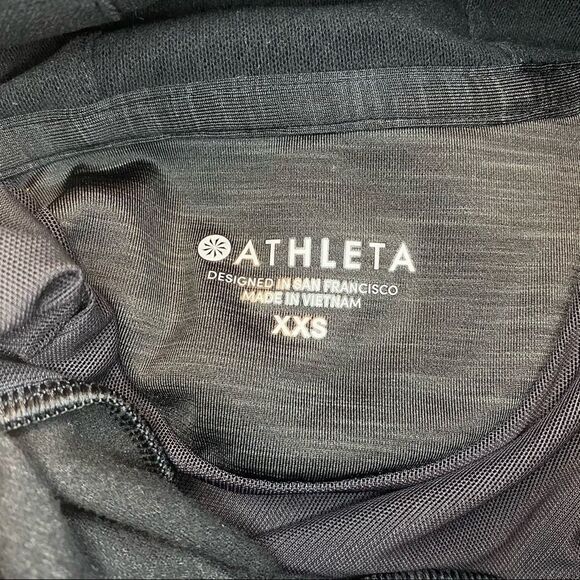 ATHLETA
DESIGNED IN SAN FRANCISCO
MADE IN VIETNAM
XXS